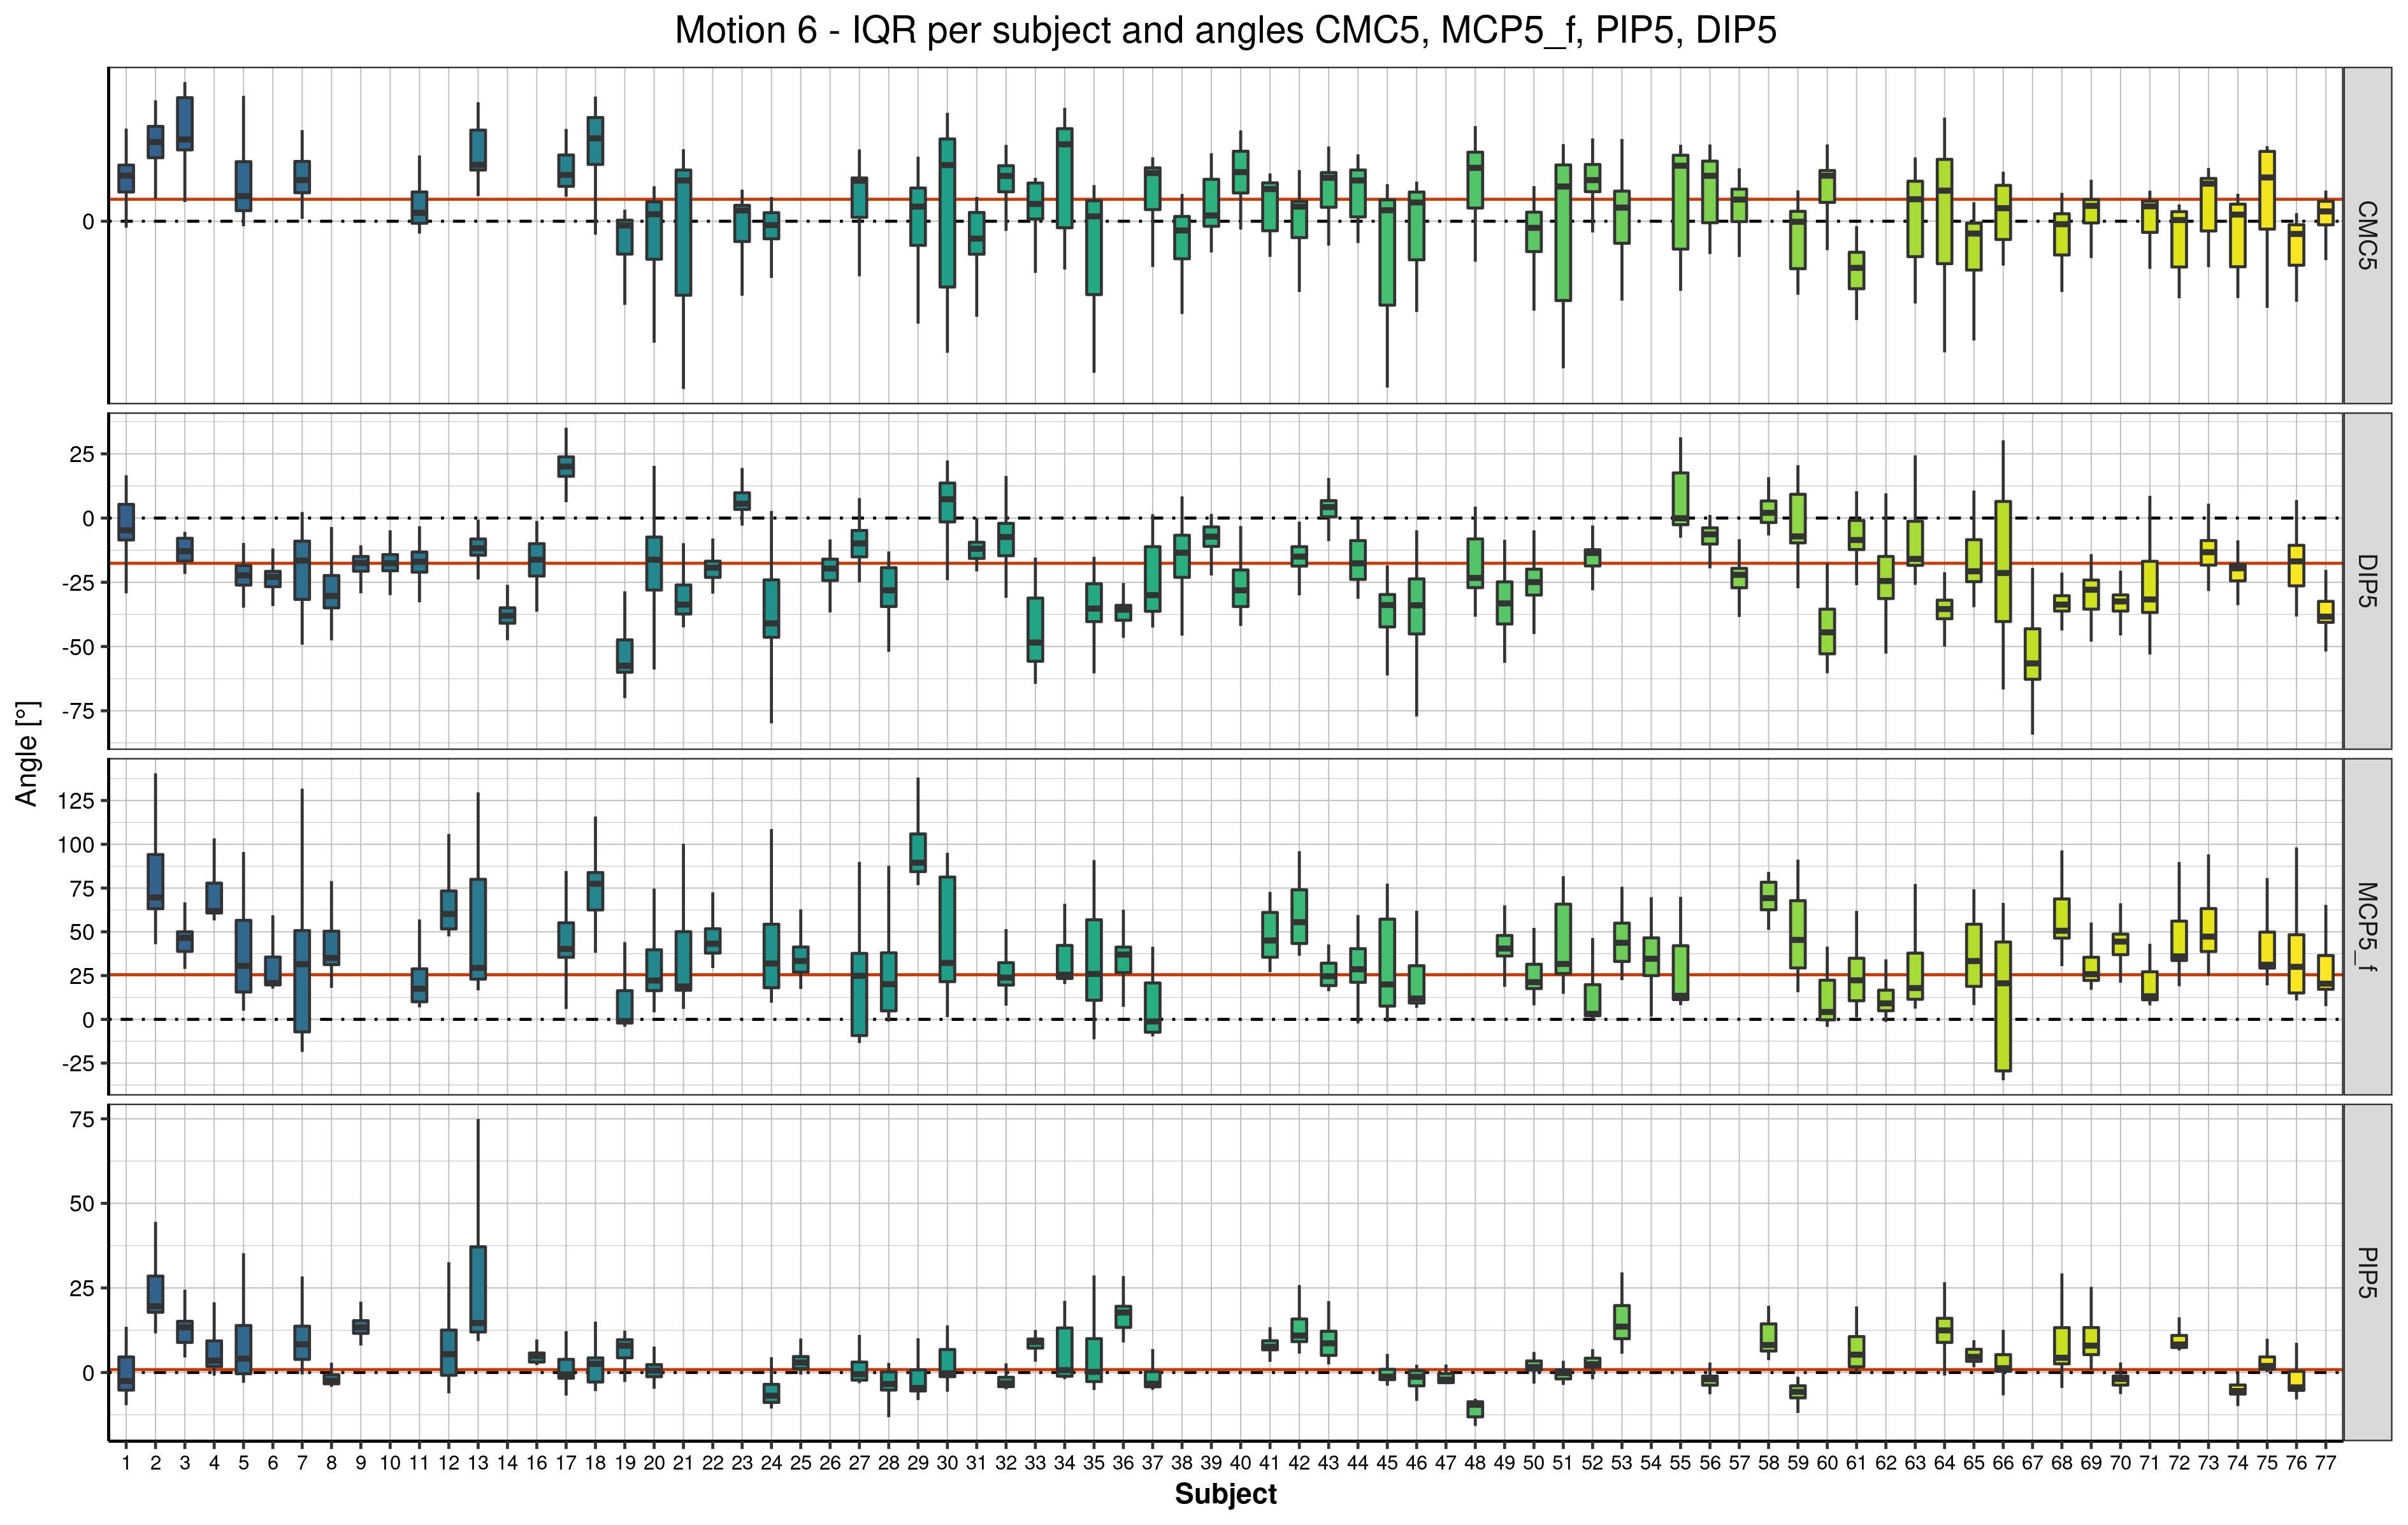 Motion 6 - IQR per subject and angles CMC5, MCP5_f, PIP5, DIP5
Angle [°]
0
CMC5
25
0
-25
-50
-75
DIP5
125
100
75
50
25
0
-25
MCP5_f
75
50
25
0
PIP5
1 2 3 4 5 6 7 8 9 10 11 12 13 14 16 17 18 19 20 21 22 23 24 25 26 27 28 29 30 31 32 33 34 35 36 37 38 39 40 41 42 43 44 45 46 47 48 49 50 51 52 53 54 55 56 57 58 59 60 61 62 63 64 65 66 67 68 69 70 71 72 73 74 75 76 77
Subject